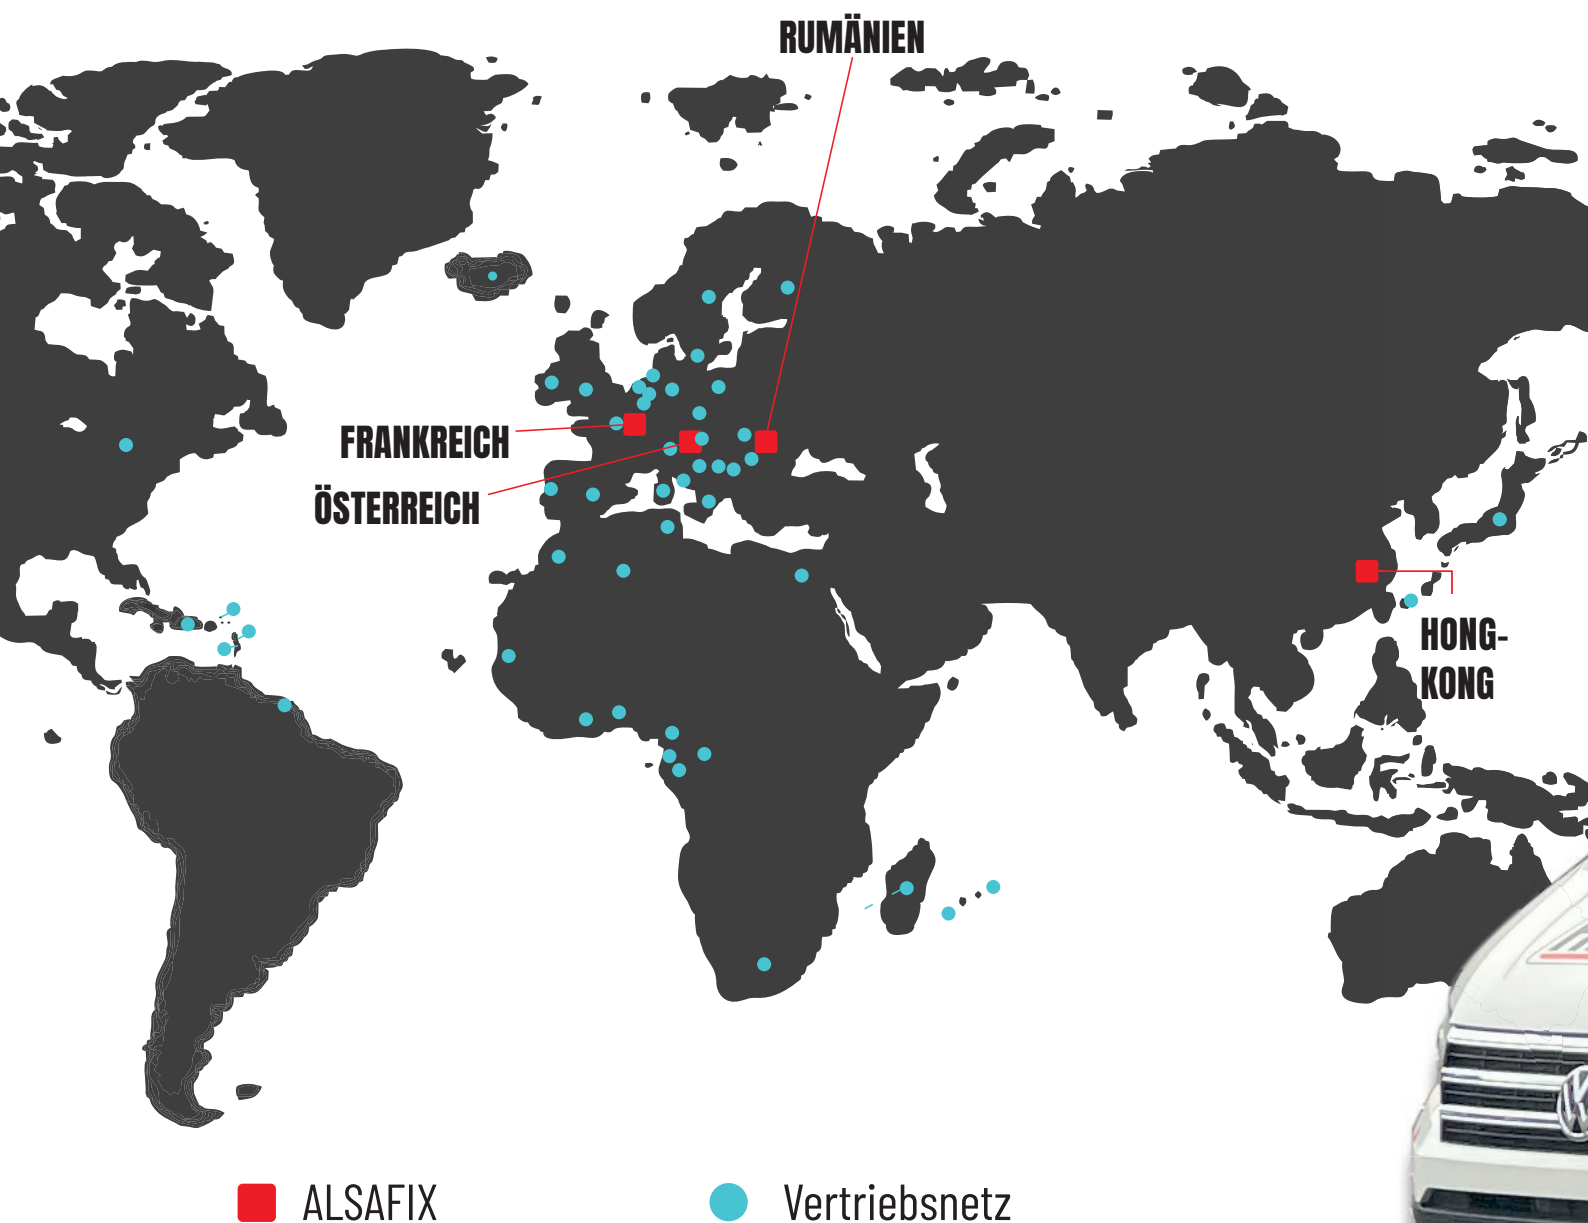 RUMÄNIEN
FRANKREICH
ÖSTERREICH
HONG-
KONG
ALSAFIX
Vertriebsnetz